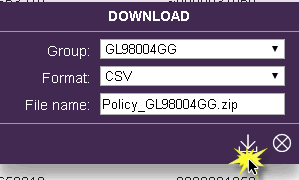 DOWNLOAD
Group: GL98004GG
Format: CSV
File name: Policy_GL98004GG.zip